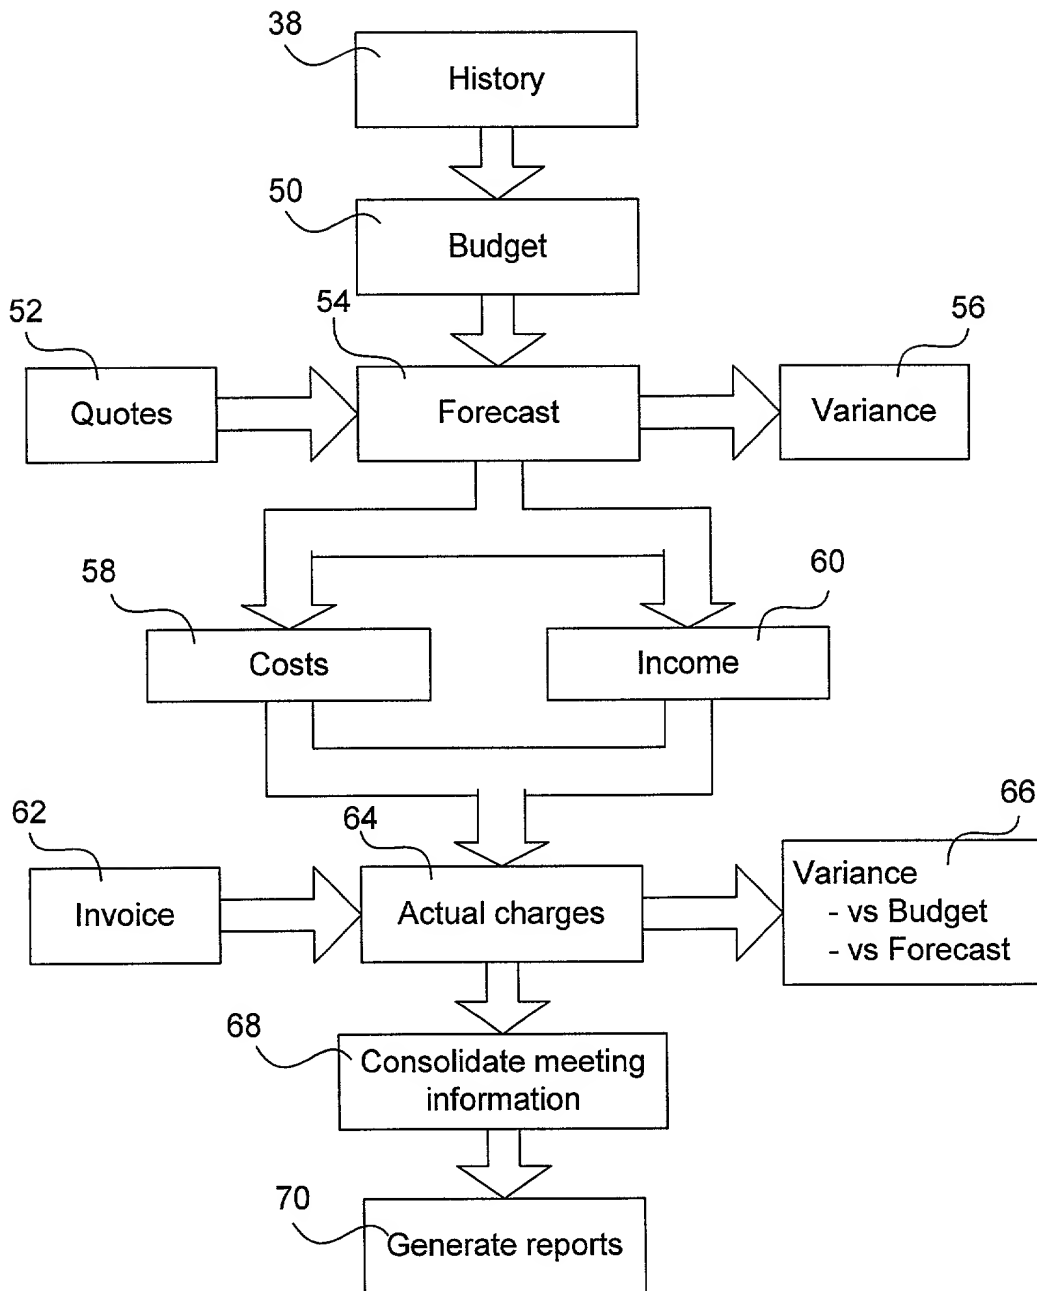 38
History
50
Budget
52
54
56
Quotes
Forecast
Variance
58
60
Costs
Income
62
64
66
Invoice
Actual charges
Variance
- vs Budget
- vs Forecast
68
Consolidate meeting
information
70
Generate reports